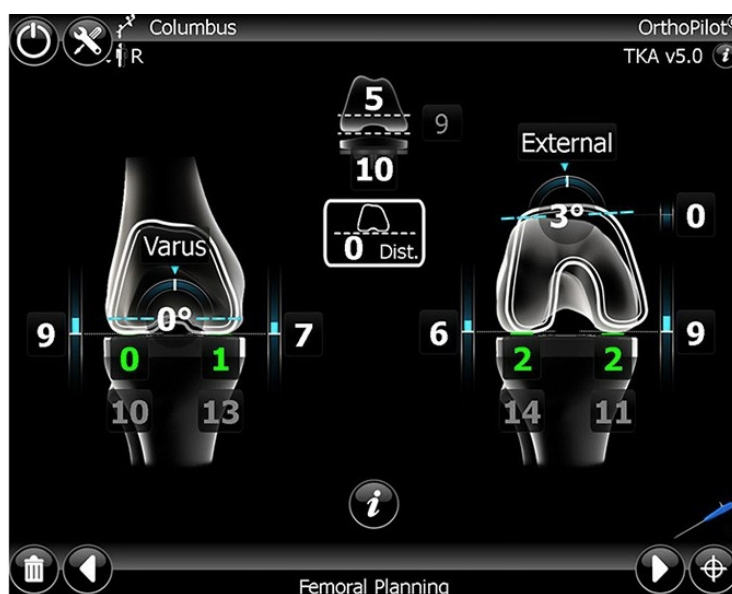 Columbus OrthoPilot®
R TKA v5.0 i
5
9
10
External
3°
0
0 Dist.
Varus
0°
9 7 6 9
0 1 2 2
10 13 14 11
i
Femoral Planning